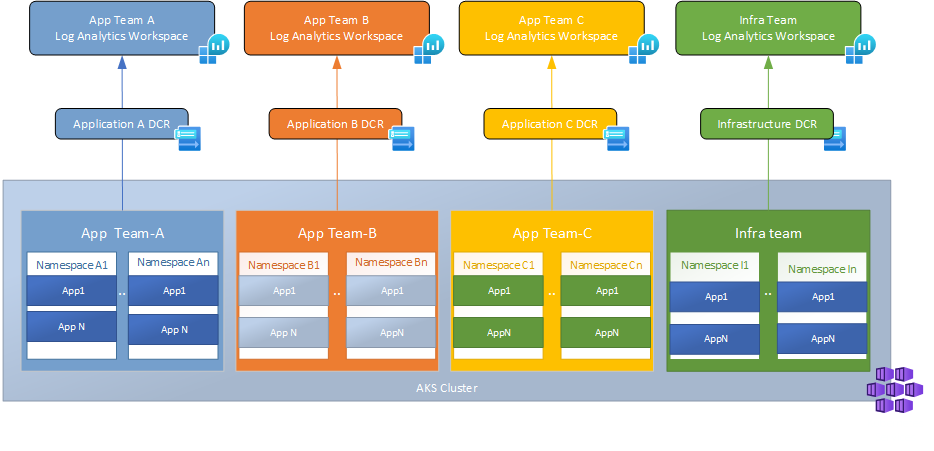 App Team A
Log Analytics Workspace
App Team B
Log Analytics Workspace
App Team C
Log Analytics Workspace
Infra Team
Log Analytics Workspace
Application A DCR
Application B DCR
Application C DCR
Infrastructure DCR
App Team-A
Namespace A1
App1
App N
..
Namespace An
App1
App N
App Team-B
Namespace B1
App1
App N
..
Namespace Bn
App1
AppN
App Team-C
Namespace C1
App1
AppN
..
Namespace Cn
App1
AppN
Infra team
Namespace I1
App1
AppN
..
Namespace In
App1
AppN
AKS Cluster